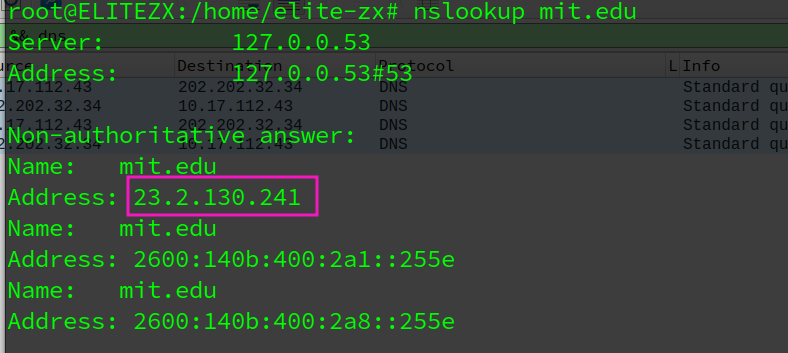 root@ELITEZX:/home/elite-zx# nslookup mit.edu
Server: 127.0.0.53
&& dns
Address: 127.0.0.53#53
Destination Protocol L Info
.17.112.43 202.202.32.34 DNS Standard qu
2.202.32.34 10.17.112.43 DNS Standard qu
.17.112.43 202.202.32.34 DNS Standard qu
2.202.32.34 10.17.112.43 DNS Standard qu
Non-authoritative answer:
Name: mit.edu
Address: 23.2.130.241
Name: mit.edu
Address: 2600:140b:400:2a1::255e
Name: mit.edu
Address: 2600:140b:400:2a8::255e